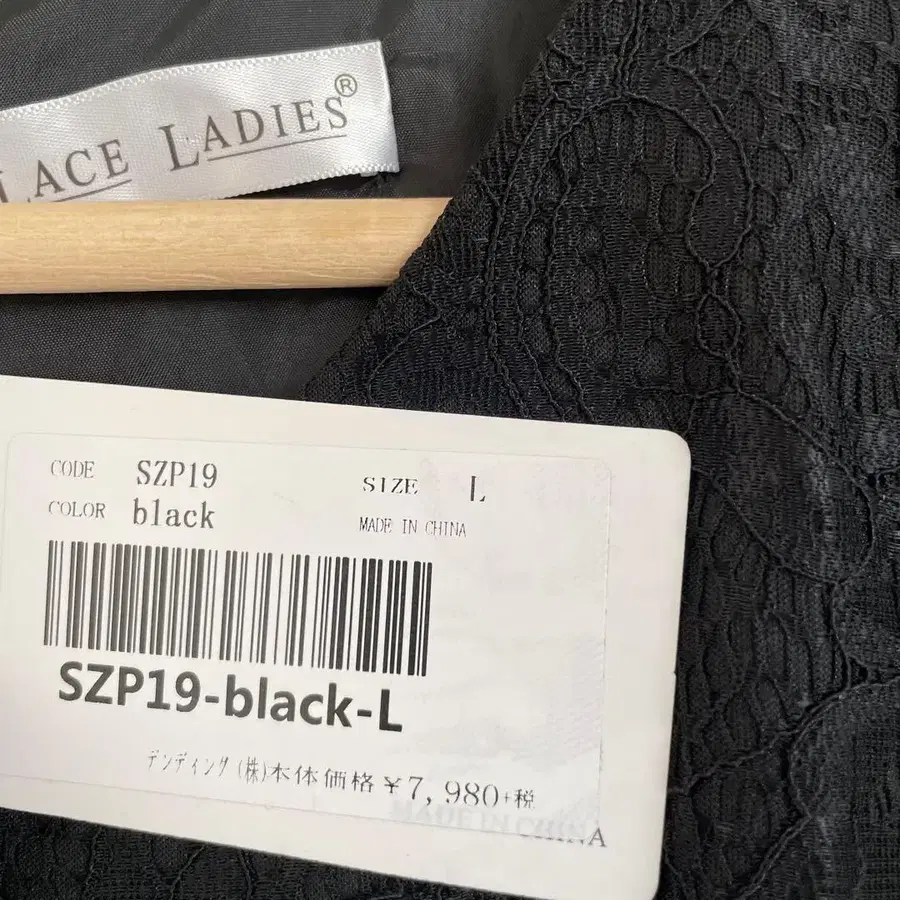 LACE LADIES®
CODE SZP19
SIZE L
COLOR black
MADE IN CHINA
SZP19-black-L
デンディング(株)本体価格¥7,980+税
MADE IN CHINA